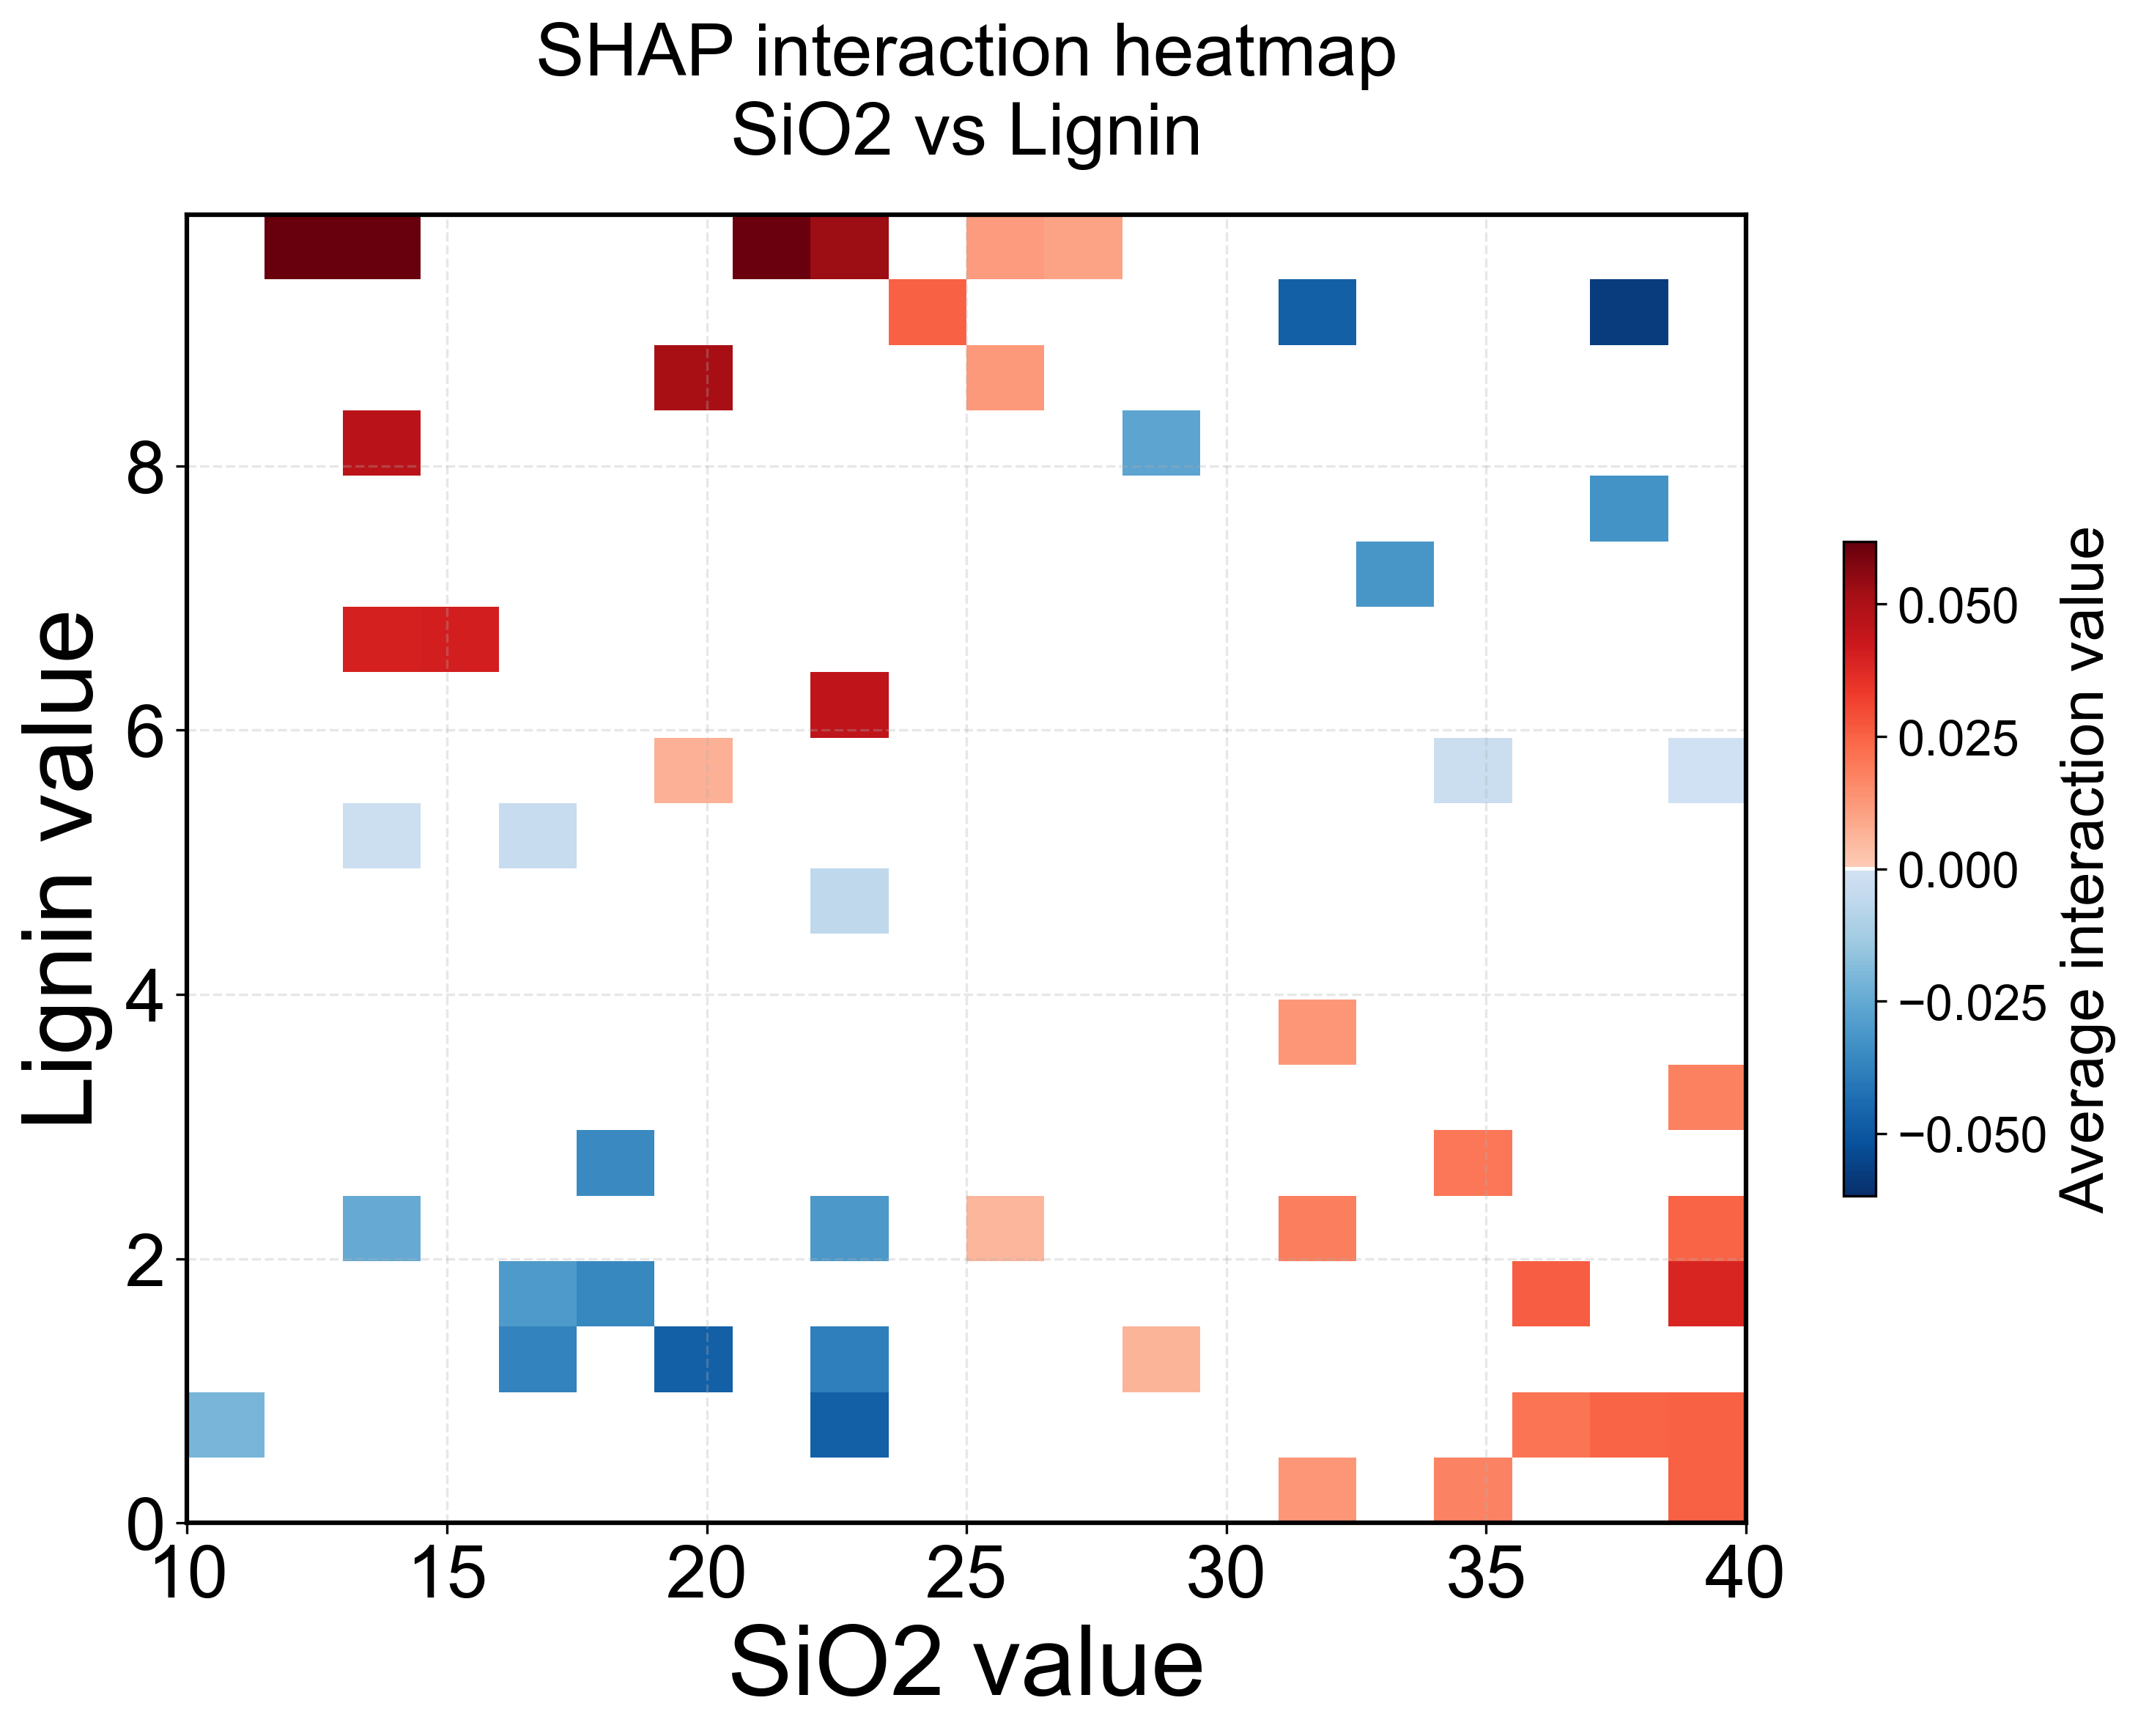 SHAP interaction heatmap
SiO2 vs Lignin
Lignin value
8
6
4
2
0
10 15 20 25 30 35 40
SiO2 value
0.050
0.025
0.000
−0.025
−0.050
Average interaction value